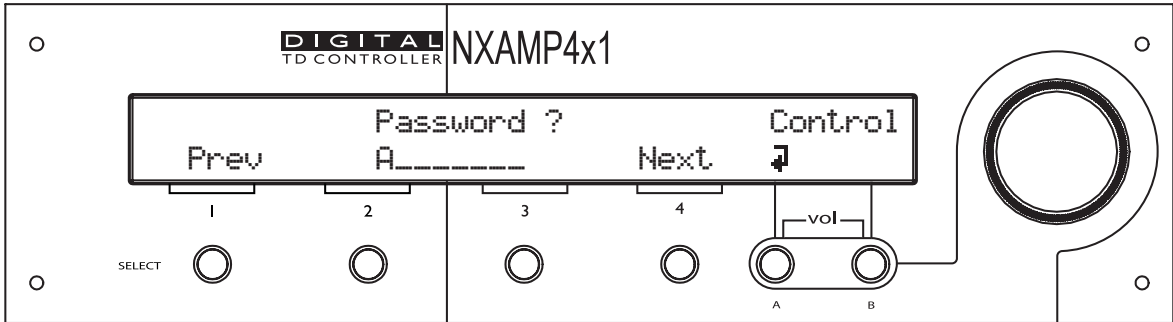 DIGITAL
TD CONTROLLER
NXAMP4x1
Password ? Control
Prev A_______ Next
1 2 3 4
vol
SELECT
A B